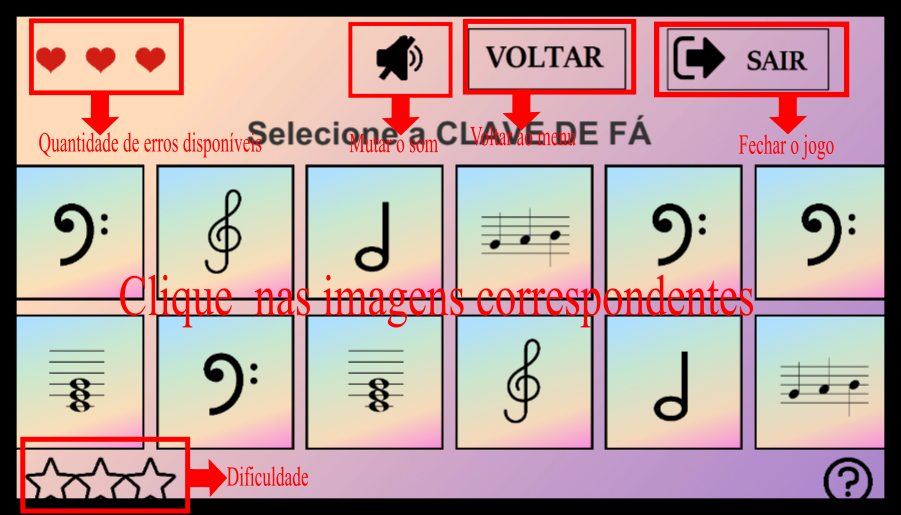 VOLTAR
SAIR
Selecione a CLAVE DE FÁ
Quantidade de erros disponíveis
Mutar o som
Voltar ao menu
Fechar o jogo
Clique nas imagens correspondentes
Dificuldade
?